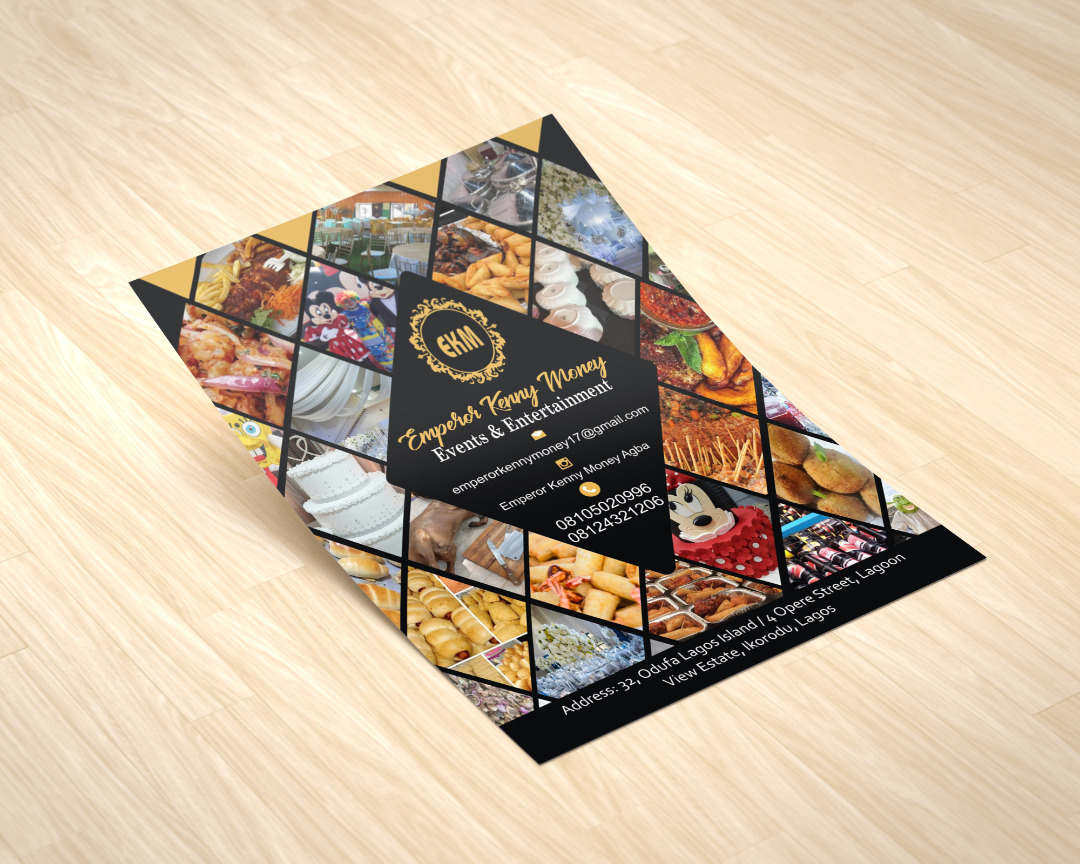 EKM
Emperor Kenny Money
Events & Entertainment
emperorkennymoney17@gmail.com
Emperor Kenny Money Agba
08105020996
08124321206
Address: 32, Odufa Lagos Island / 4 Opere Street, Lagoon
View Estate, Ikorodu, Lagos